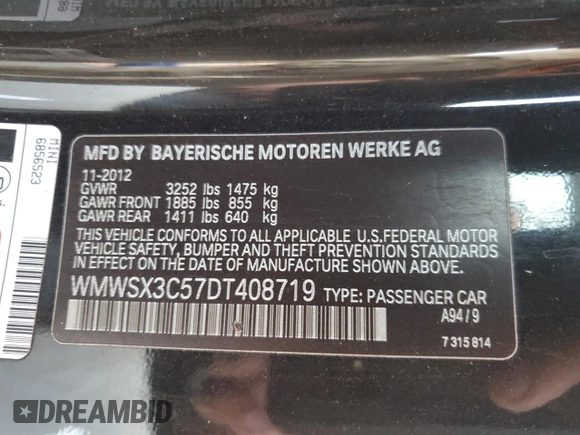 MINI
6856523
MFD BY BAYERISCHE MOTOREN WERKE AG
11-2012
GVWR 3252 lbs 1475 kg
GAWR FRONT 1885 lbs 855 kg
GAWR REAR 1411 lbs 640 kg
THIS VEHICLE CONFORMS TO ALL APPLICABLE U.S.FEDERAL MOTOR
VEHICLE SAFETY, BUMPER AND THEFT PREVENTION STANDARDS
IN EFFECT ON THE DATE OF MANUFACTURE SHOWN ABOVE.
WMWSX3C57DT408719 TYPE: PASSENGER CAR
A94/9
7 315 814
DREAMBID